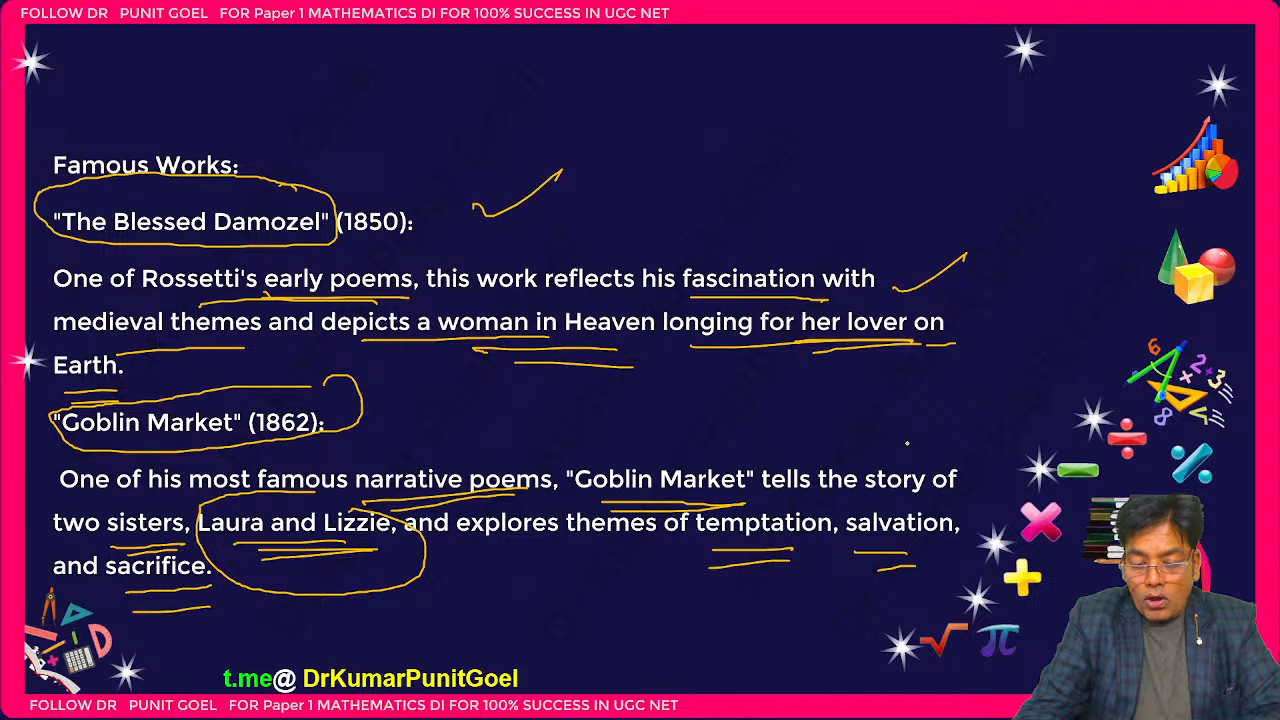 FOLLOW DR PUNIT GOEL FOR Paper 1 MATHEMATICS DI FOR 100% SUCCESS IN UGC NET
Famous Works:
"The Blessed Damozel" (1850):
One of Rossetti's early poems, this work reflects his fascination with
medieval themes and depicts a woman in Heaven longing for her lover on
Earth.
"Goblin Market" (1862):
One of his most famous narrative poems, "Goblin Market" tells the story of
two sisters, Laura and Lizzie, and explores themes of temptation, salvation,
and sacrifice.
t.me@ DrKumarPunitGoel
FOLLOW DR PUNIT GOEL FOR Paper 1 MATHEMATICS DI FOR 100% SUCCESS IN UGC NET